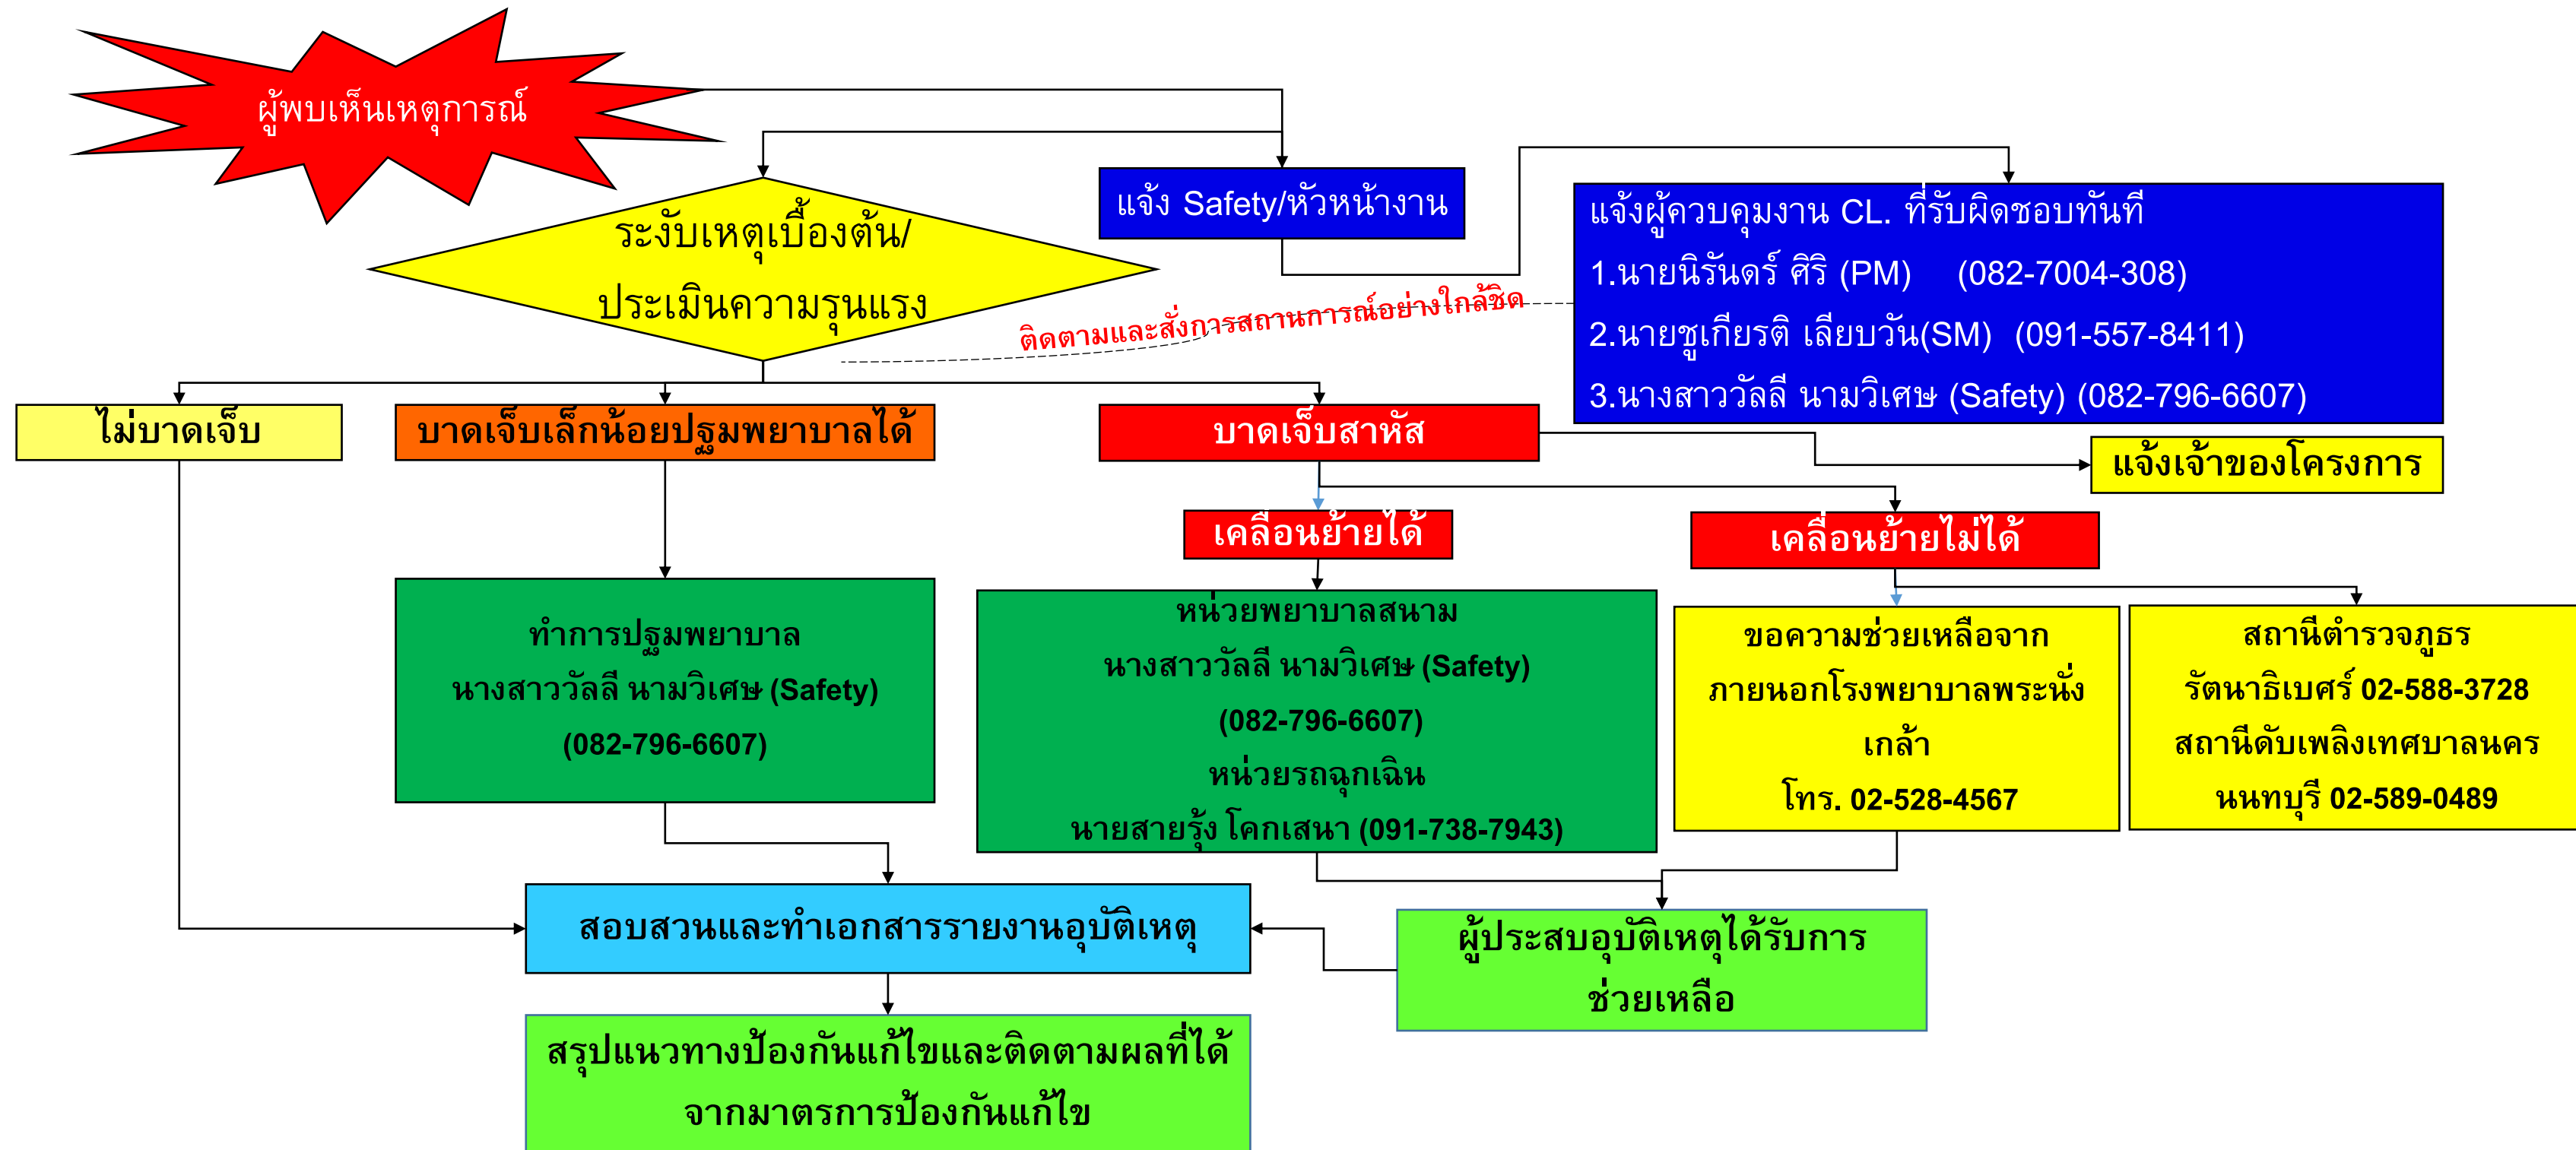 ผู้พบเห็นเหตุการณ์
แจ้ง Safety/หัวหน้างาน
ระงับเหตุเบื้องต้น/
ประเมินความรุนแรง
แจ้งผู้ควบคุมงาน CL. ที่รับผิดชอบทันที
1.นายนิรันดร์ ศิริ (PM) (082-7004-308)
2.นายชูเกียรติ เลียบวัน(SM) (091-557-8411)
3.นางสาววัลลี นามวิเศษ (Safety) (082-796-6607)
ติดตามและสั่งการสถานการณ์อย่างใกล้ชิด
ไม่บาดเจ็บ
บาดเจ็บเล็กน้อยปฐมพยาบาลได้
บาดเจ็บสาหัส
แจ้งเจ้าของโครงการ
เคลื่อนย้ายได้
เคลื่อนย้ายไม่ได้
ทำการปฐมพยาบาล
นางสาววัลลี นามวิเศษ (Safety)
(082-796-6607)
หน่วยพยาบาลสนาม
นางสาววัลลี นามวิเศษ (Safety)
(082-796-6607)
หน่วยรถฉุกเฉิน
นายสายรุ้ง โคกเสนา (091-738-7943)
ขอความช่วยเหลือจาก
ภายนอกโรงพยาบาลพระนั่ง
เกล้า
โทร. 02-528-4567
สถานีตำรวจภูธร
รัตนาธิเบศร์ 02-588-3728
สถานีดับเพลิงเทศบาลนคร
นนทบุรี 02-589-0489
สอบสวนและทำเอกสารรายงานอุบัติเหตุ
ผู้ประสบอุบัติเหตุได้รับการ
ช่วยเหลือ
สรุปแนวทางป้องกันแก้ไขและติดตามผลที่ได้
จากมาตรการป้องกันแก้ไข